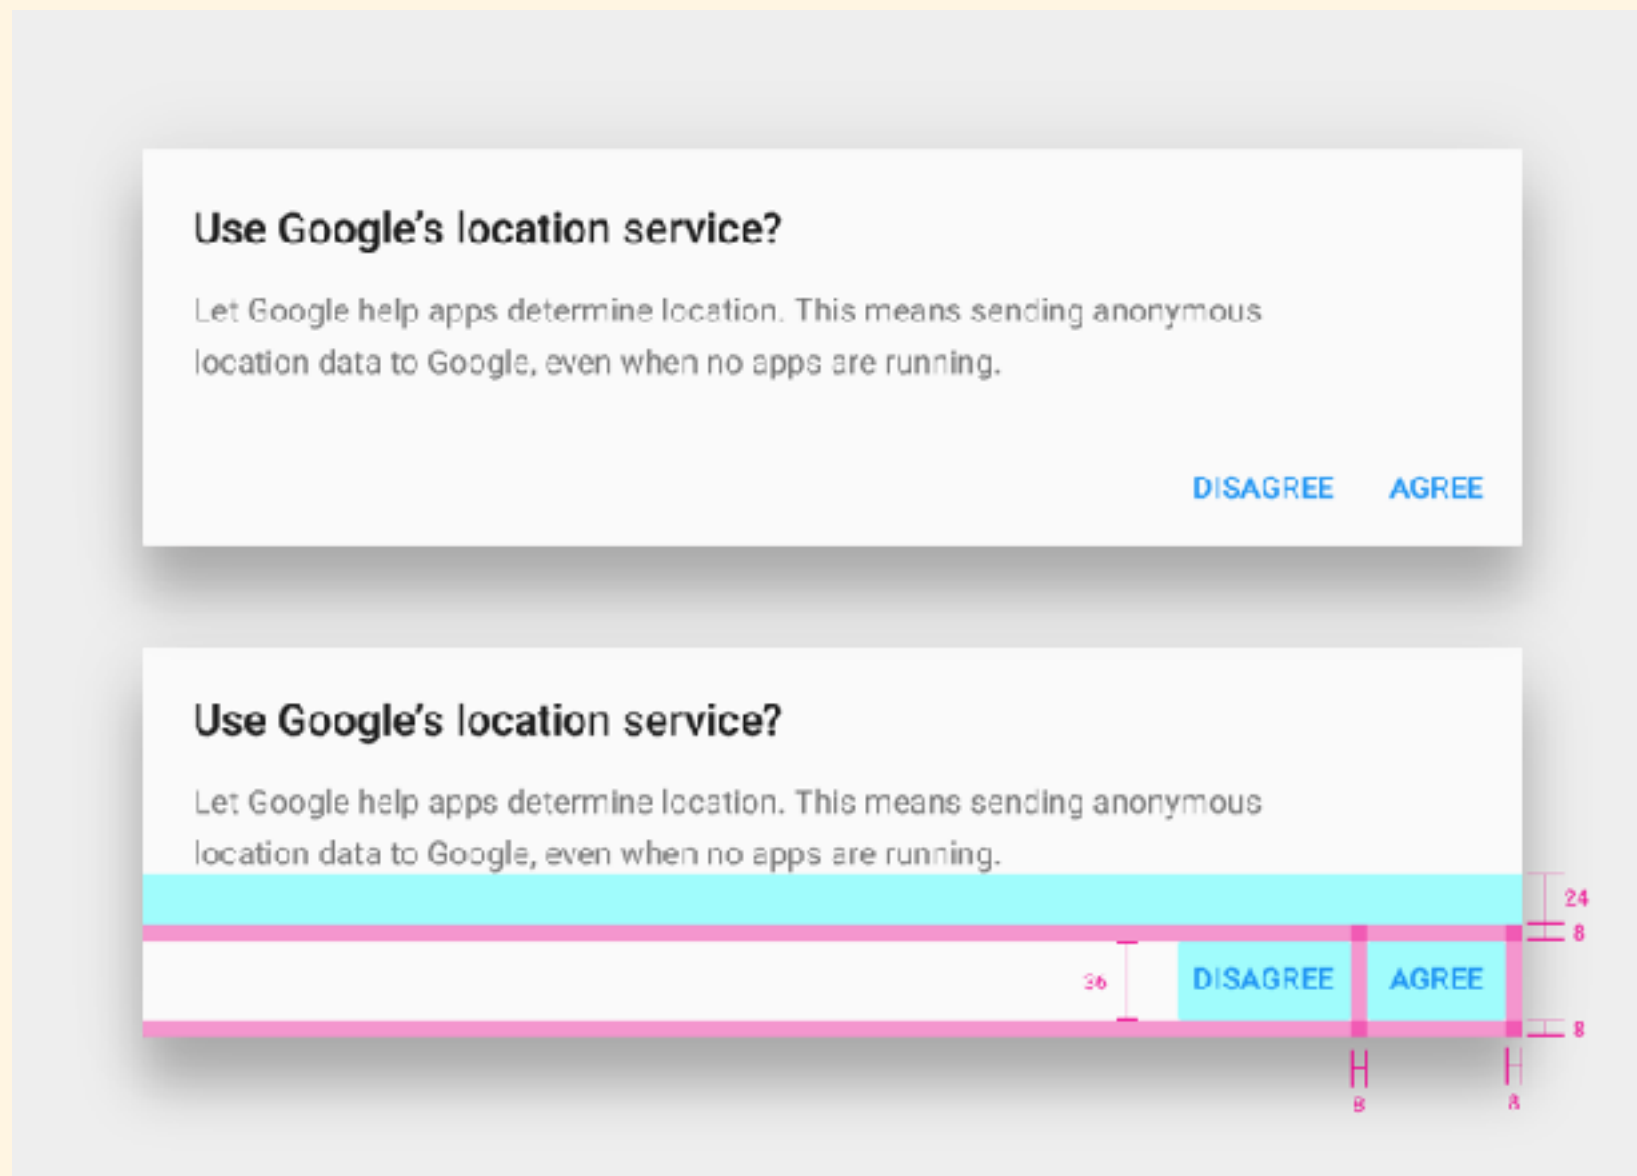 Use Google's location service?
Let Google help apps determine location. This means sending anonymous
location data to Google, even when no apps are running.
DISAGREE AGREE
Use Google's location service?
Let Google help apps determine location. This means sending anonymous
location data to Google, even when no apps are running.
24
8
36 DISAGREE AGREE
8
8 8